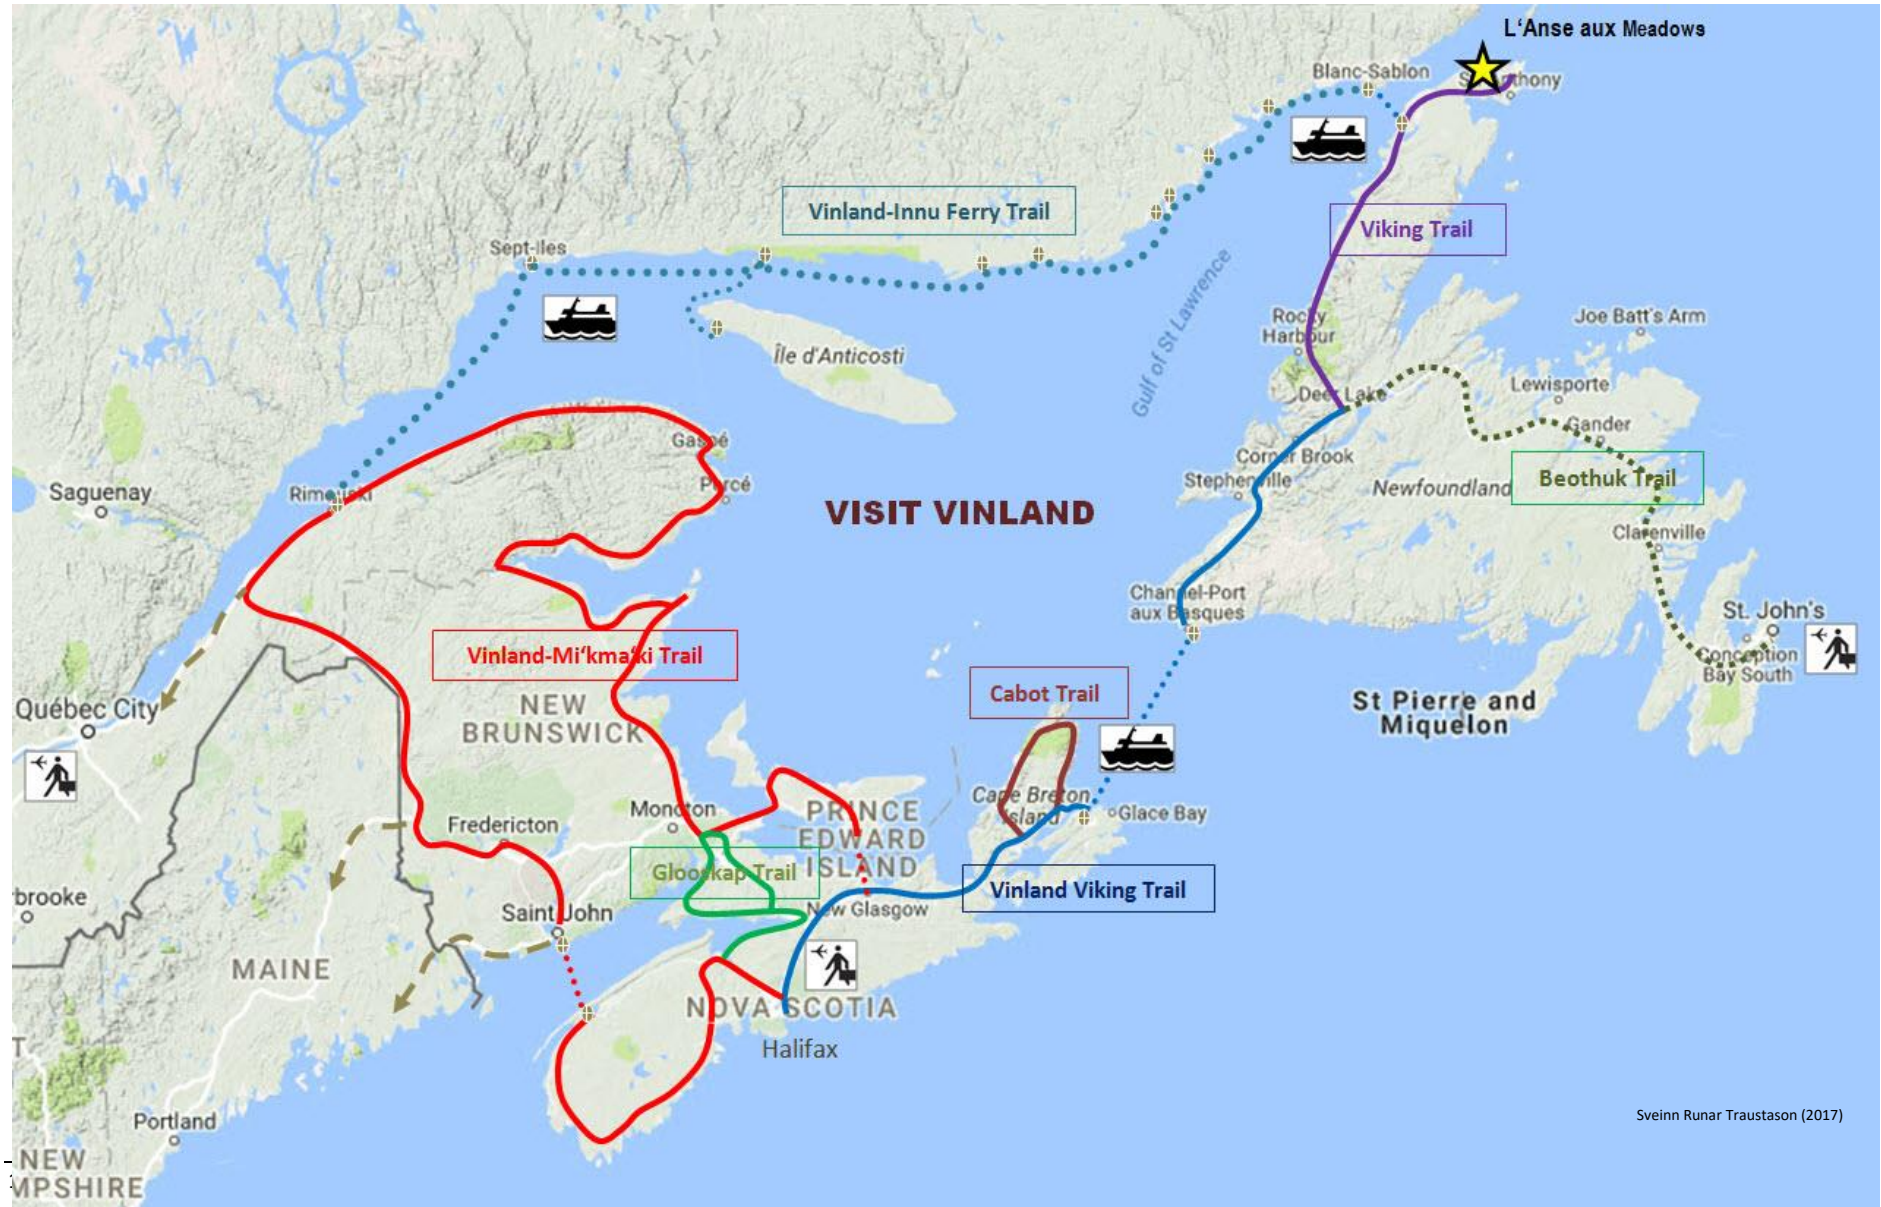 L'Anse aux Meadows
Blanc-Sablon
St Anthony
Vinland-Innu Ferry Trail
Viking Trail
Sept-Iles
Gulf of St Lawrence
Rocky
Harbour
Joe Batt's Arm
Île d'Anticosti
Deer Lake
Lewisporte
Gander
Gaspé
Corner Brook
Saguenay
Rimouski
Percé
Stephenville
Newfoundland
Beothuk Trail
VISIT VINLAND
Clarenville
Channel-Port
aux Basques
St. John's
Vinland-Mi'kma'ki Trail
Conception
Bay South
Cabot Trail
Québec City
NEW
BRUNSWICK
St Pierre and
Miquelon
Cape Breton
Island
Glace Bay
Moncton
PRINCE
EDWARD
ISLAND
Fredericton
Glooskap Trail
Vinland Viking Trail
brooke
New Glasgow
Saint John
MAINE
NOVA SCOTIA
Halifax
Portland
Sveinn Runar Traustason (2017)
NEW
MPSHIRE